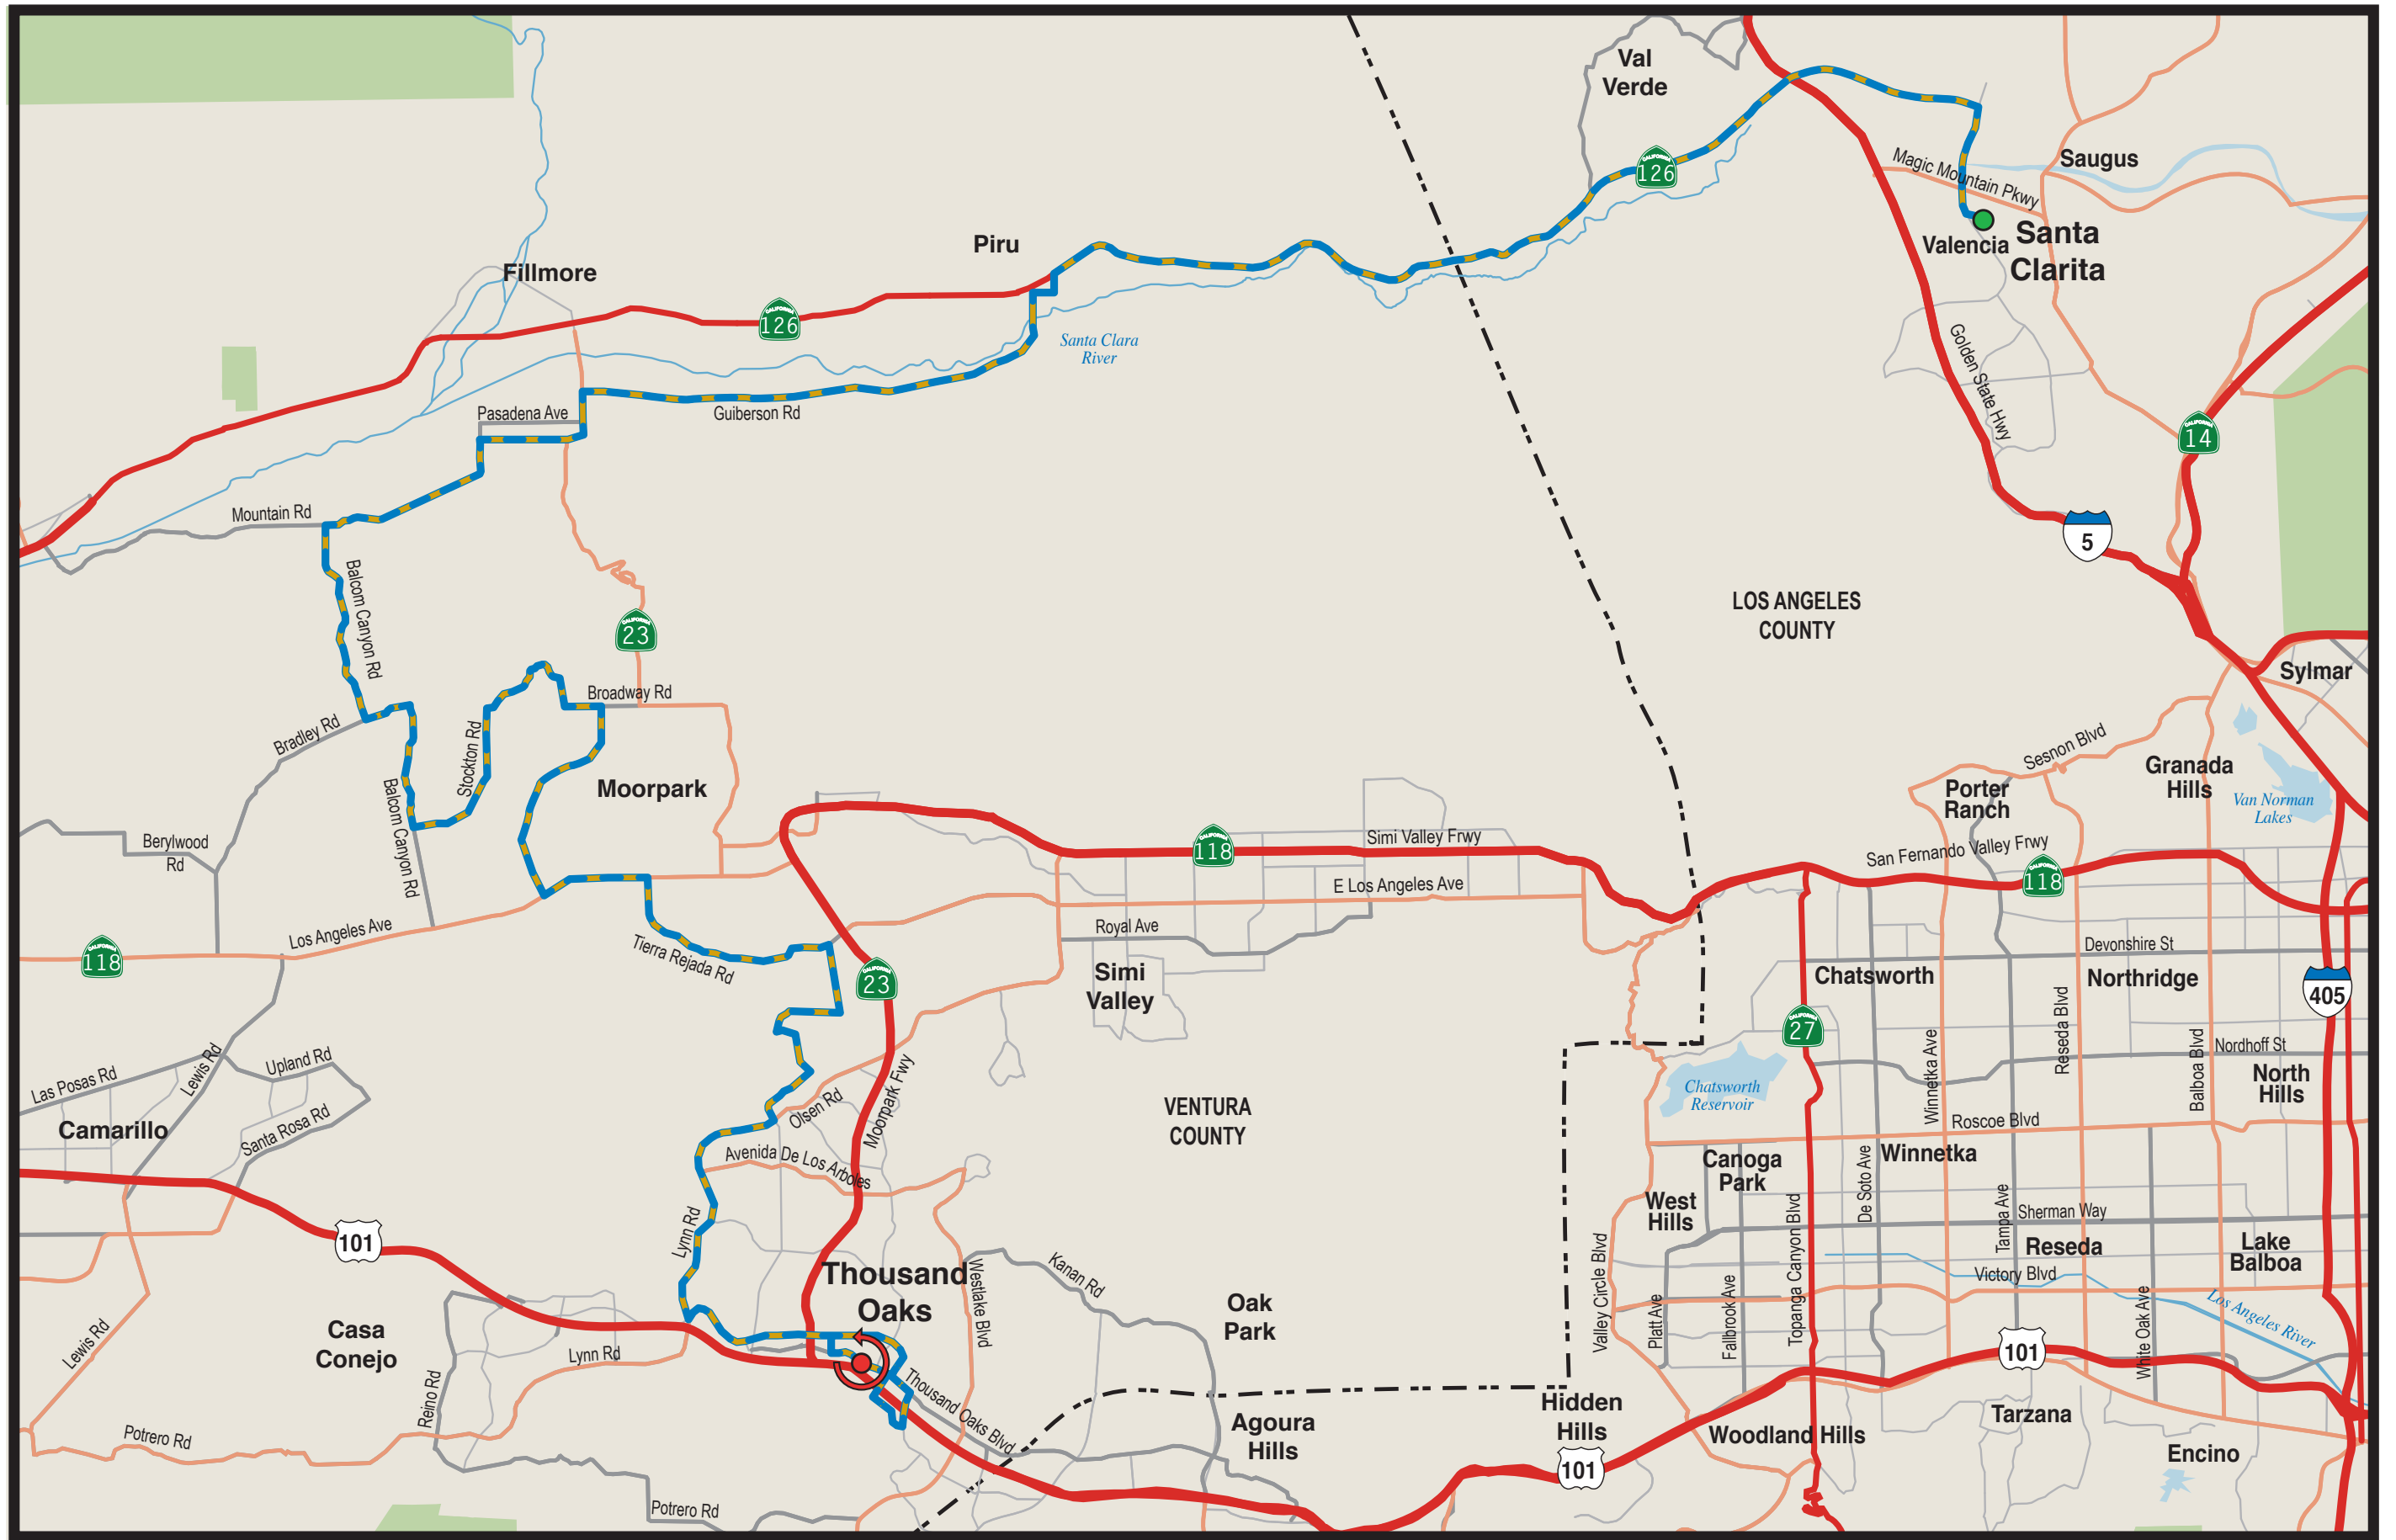 Val
Verde
CALIFORNIA
126
Magic Mountain Pkwy
Saugus
Valencia
Santa
Clarita
Piru
Fillmore
CALIFORNIA
126
Santa Clara
River
Golden State Hwy
Pasadena Ave
Guiberson Rd
CALIFORNIA
14
Mountain Rd
5
Balcom Canyon Rd
CALIFORNIA
23
LOS ANGELES
COUNTY
Sylmar
Broadway Rd
Bradley Rd
Stockton Rd
Sesnon Blvd
Granada
Hills
Moorpark
Balcom Canyon Rd
Porter
Ranch
Van Norman
Lakes
Berylwood
Rd
CALIFORNIA
118
Simi Valley Frwy
San Fernando Valley Frwy
CALIFORNIA
118
E Los Angeles Ave
Los Angeles Ave
CALIFORNIA
118
Tierra Rejada Rd
Royal Ave
Devonshire St
CALIFORNIA
23
Simi
Valley
Chatsworth
Northridge
405
CALIFORNIA
27
Winnetka Ave
Reseda Blvd
Balboa Blvd
Nordhoff St
Las Posas Rd
Lewis Rd
Upland Rd
Chatsworth
Reservoir
North
Hills
Moorpark Fwy
Olsen Rd
VENTURA
COUNTY
Camarillo
Santa Rosa Rd
Roscoe Blvd
Avenida De Los Arboles
Canoga
Park
Winnetka
De Soto Ave
West
Hills
Tampa Ave
Sherman Way
Lynn Rd
101
Topanga Canyon Blvd
Reseda
Lake
Balboa
Valley Circle Blvd
Thousand
Oaks
Westlake Blvd
Kanan Rd
Victory Blvd
Platt Ave
Fallbrook Ave
White Oak Ave
Los Angeles River
Oak
Park
Casa
Conejo
Lewis Rd
Lynn Rd
101
Reino Rd
Thousand Oaks Blvd
Hidden
Hills
Agoura
Hills
Tarzana
Woodland Hills
Potrero Rd
Encino
101
Potrero Rd